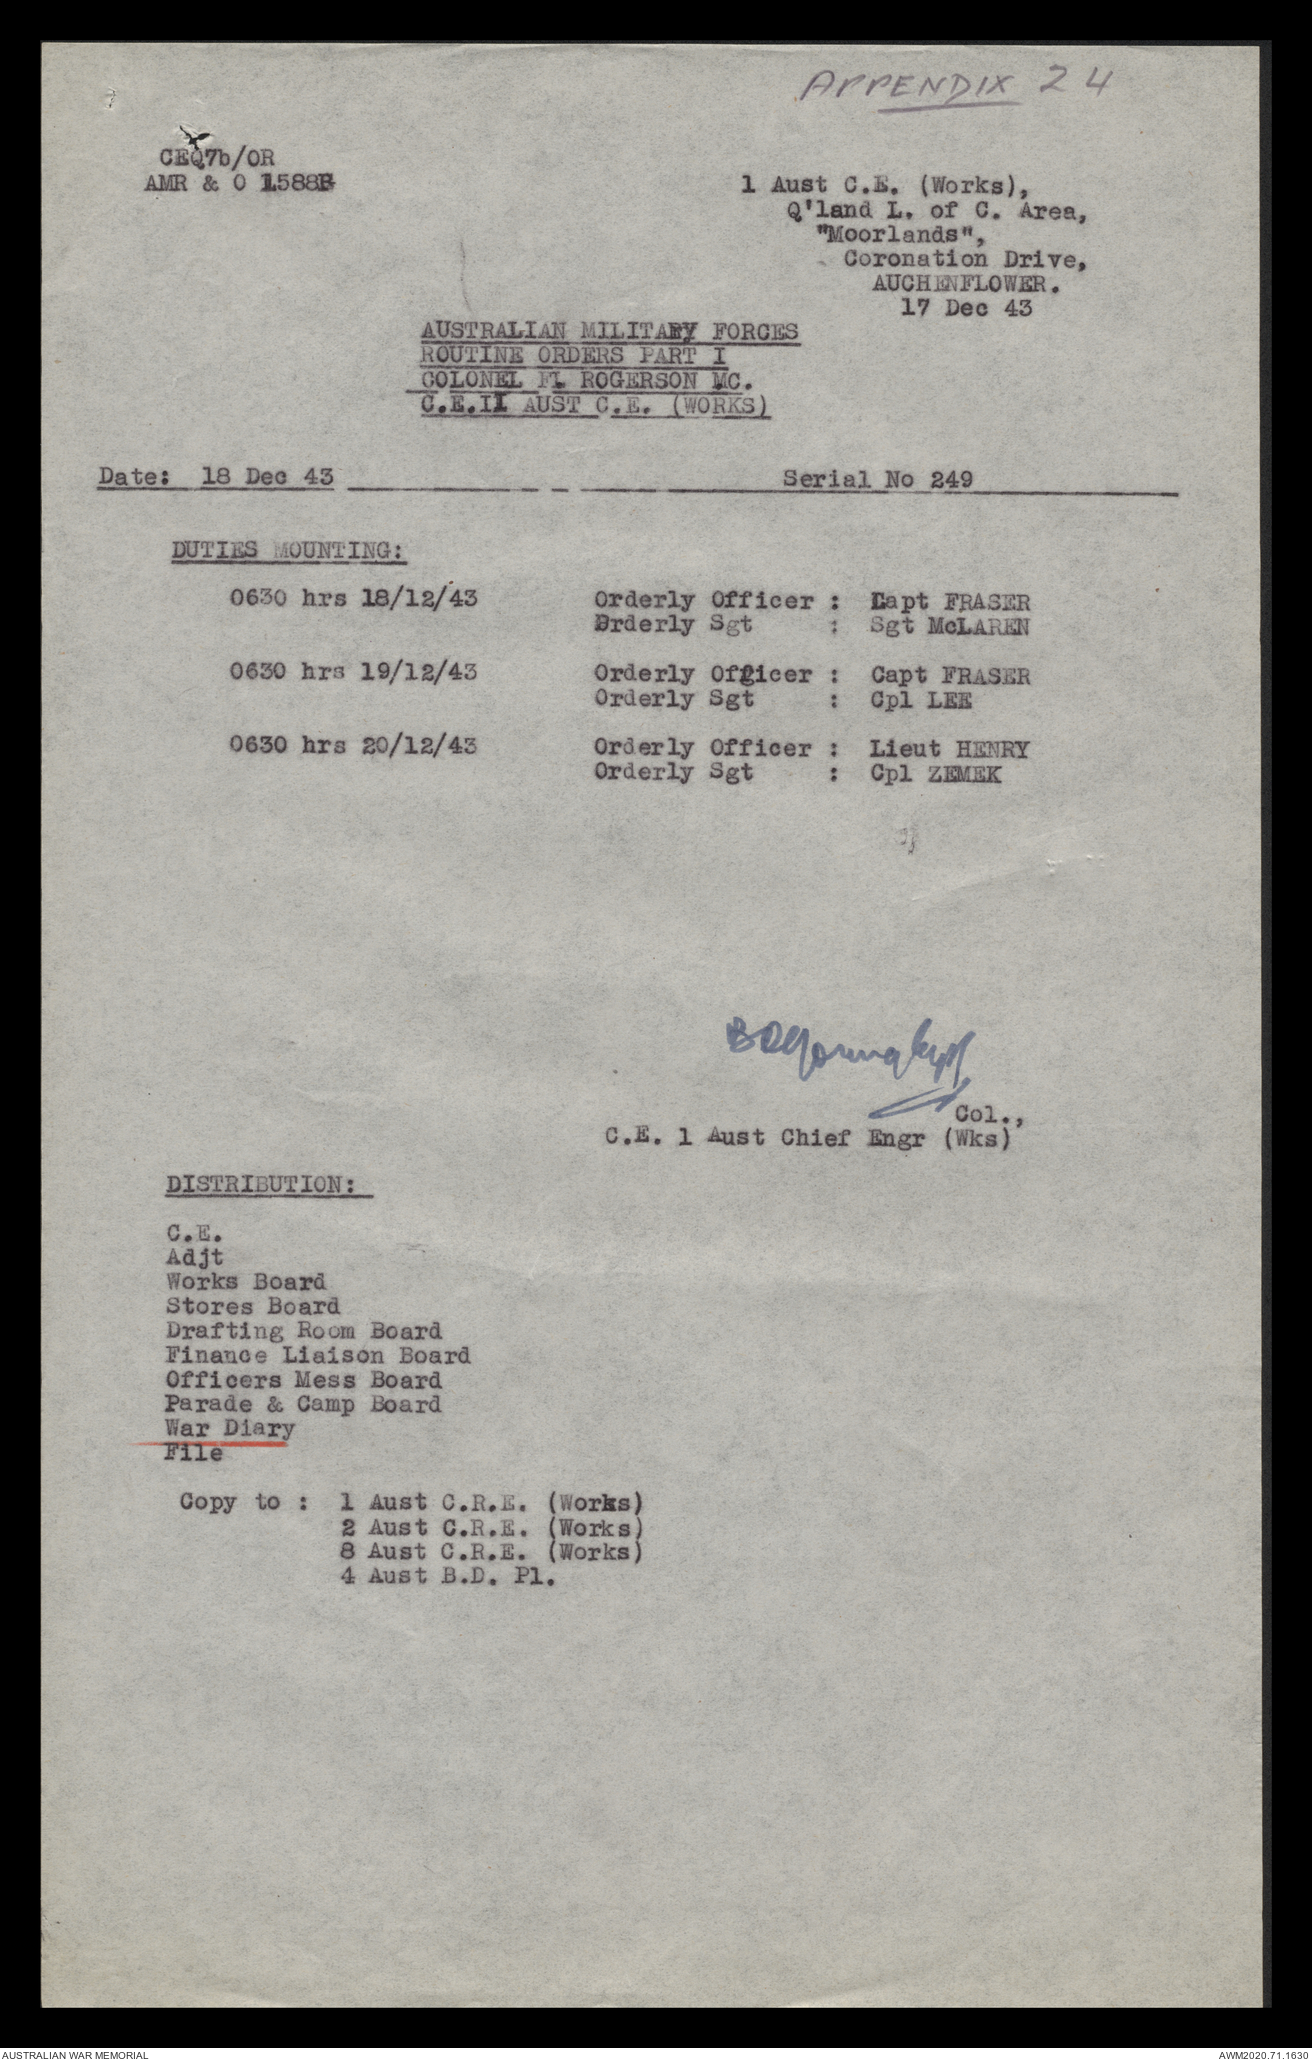 APPENDIX 24
CEQ7b/OR
AMR & O 1588
1 Aust C.E. (Works),
Q'land L. of C. Area,
"Moorlands",
Coronation Drive,
AUCHENFLOWER.
17 Dec 43
AUSTRALIAN MILITARY FORCES
ROUTINE ORDERS PART I
COLONEL FL ROGERSON MC.
C.E.II AUST C.E. (WORKS)
Date: 18 Dec 43 Serial No 249
DUTIES MOUNTING:
0630 hrs 18/12/43 Orderly Officer : Capt FRASER
Orderly Sgt : Sgt McLAREN
0630 hrs 19/12/43 Orderly Officer : Capt FRASER
Orderly Sgt : Cpl LEE
0630 hrs 20/12/43 Orderly Officer : Lieut HENRY
Orderly Sgt : Cpl ZEMEK
Col.,
C.E. 1 Aust Chief Engr (Wks)
DISTRIBUTION:
C.E.
Adjt
Works Board
Stores Board
Drafting Room Board
Finance Liaison Board
Officers Mess Board
Parade & Camp Board
War Diary
File
Copy to : 1 Aust C.R.E. (Works)
2 Aust C.R.E. (Works)
8 Aust C.R.E. (Works)
4 Aust B.D. Pl.
AUSTRALIAN WAR MEMORIAL AWM2020.71.1630